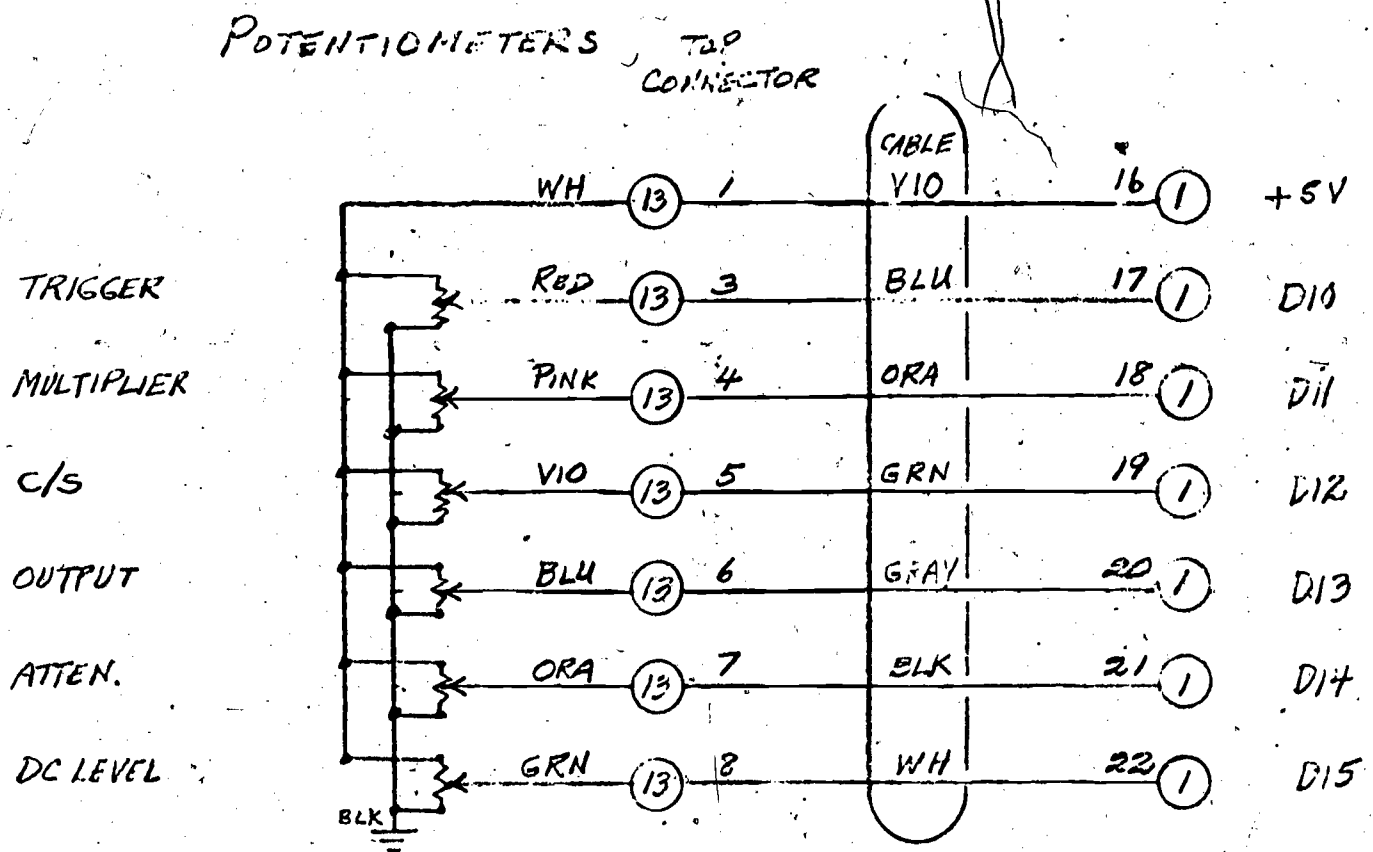 POTENTIOMETERS
TOP
CONNECTOR
CABLE
WH 13 1 VIO 16 1 +5V
TRIGGER RED 13 3 BLU 17 1 D10
MULTIPLIER PINK 13 4 ORA 18 1 D11
C/S VIO 13 5 GRN 19 1 D12
OUTPUT BLU 13 6 GRAY 20 1 D13
ATTEN. ORA 13 7 BLK 21 1 D14
DC LEVEL GRN 13 8 WH 22 1 D15
BLK